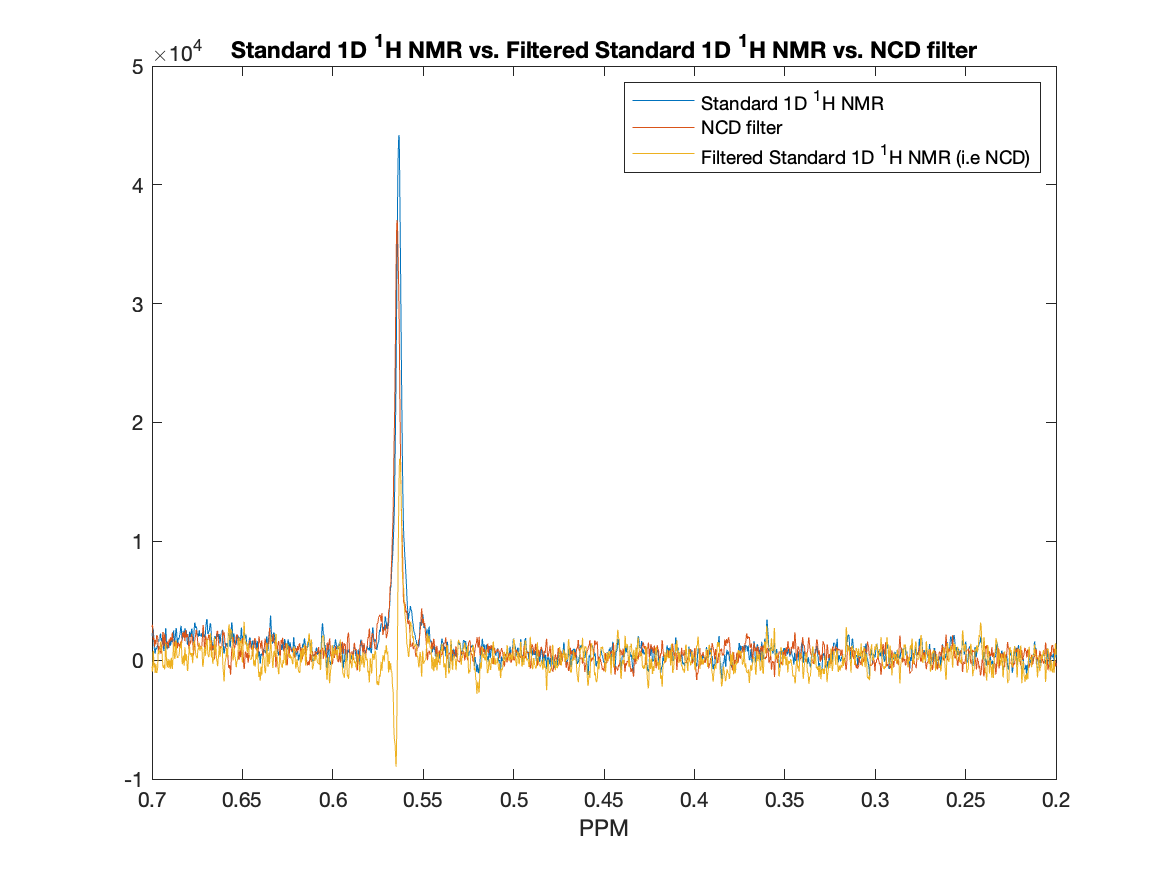 ×10⁴
Standard 1D ¹H NMR vs. Filtered Standard 1D ¹H NMR vs. NCD filter
5
4
3
2
1
0
-1
Standard 1D ¹H NMR
NCD filter
Filtered Standard 1D ¹H NMR (i.e NCD)
0.7 0.65 0.6 0.55 0.5 0.45 0.4 0.35 0.3 0.25 0.2
PPM